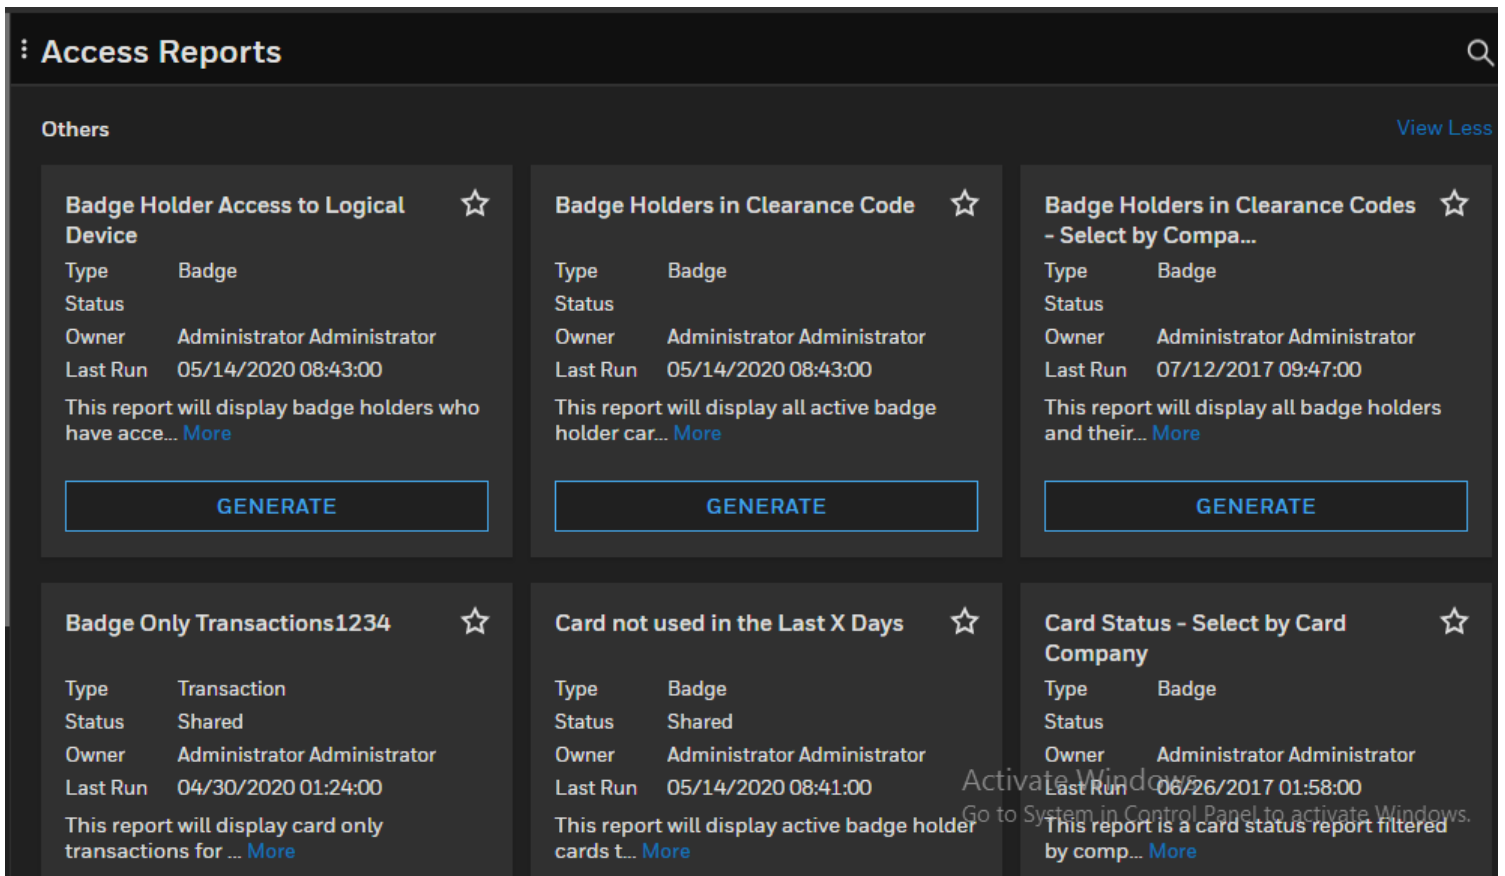 Access Reports
Others
View Less
Badge Holder Access to Logical
Device
Type Badge
Status
Owner Administrator Administrator
Last Run 05/14/2020 08:43:00
This report will display badge holders who
have acce... More
GENERATE
Badge Holders in Clearance Code
Type Badge
Status
Owner Administrator Administrator
Last Run 05/14/2020 08:43:00
This report will display all active badge
holder car... More
GENERATE
Badge Holders in Clearance Codes
- Select by Compa...
Type Badge
Status
Owner Administrator Administrator
Last Run 07/12/2017 09:47:00
This report will display all badge holders
and their... More
GENERATE
Badge Only Transactions1234
Type Transaction
Status Shared
Owner Administrator Administrator
Last Run 04/30/2020 01:24:00
This report will display card only
transactions for ... More
Card not used in the Last X Days
Type Badge
Status Shared
Owner Administrator Administrator
Last Run 05/14/2020 08:41:00
This report will display active badge holder
cards t... More
Card Status - Select by Card
Company
Type Badge
Status
Owner Administrator Administrator
Last Run 06/26/2017 01:58:00
This report is a card status report filtered
by comp... More
Activate Windows
Go to System in Control Panel to activate Windows.